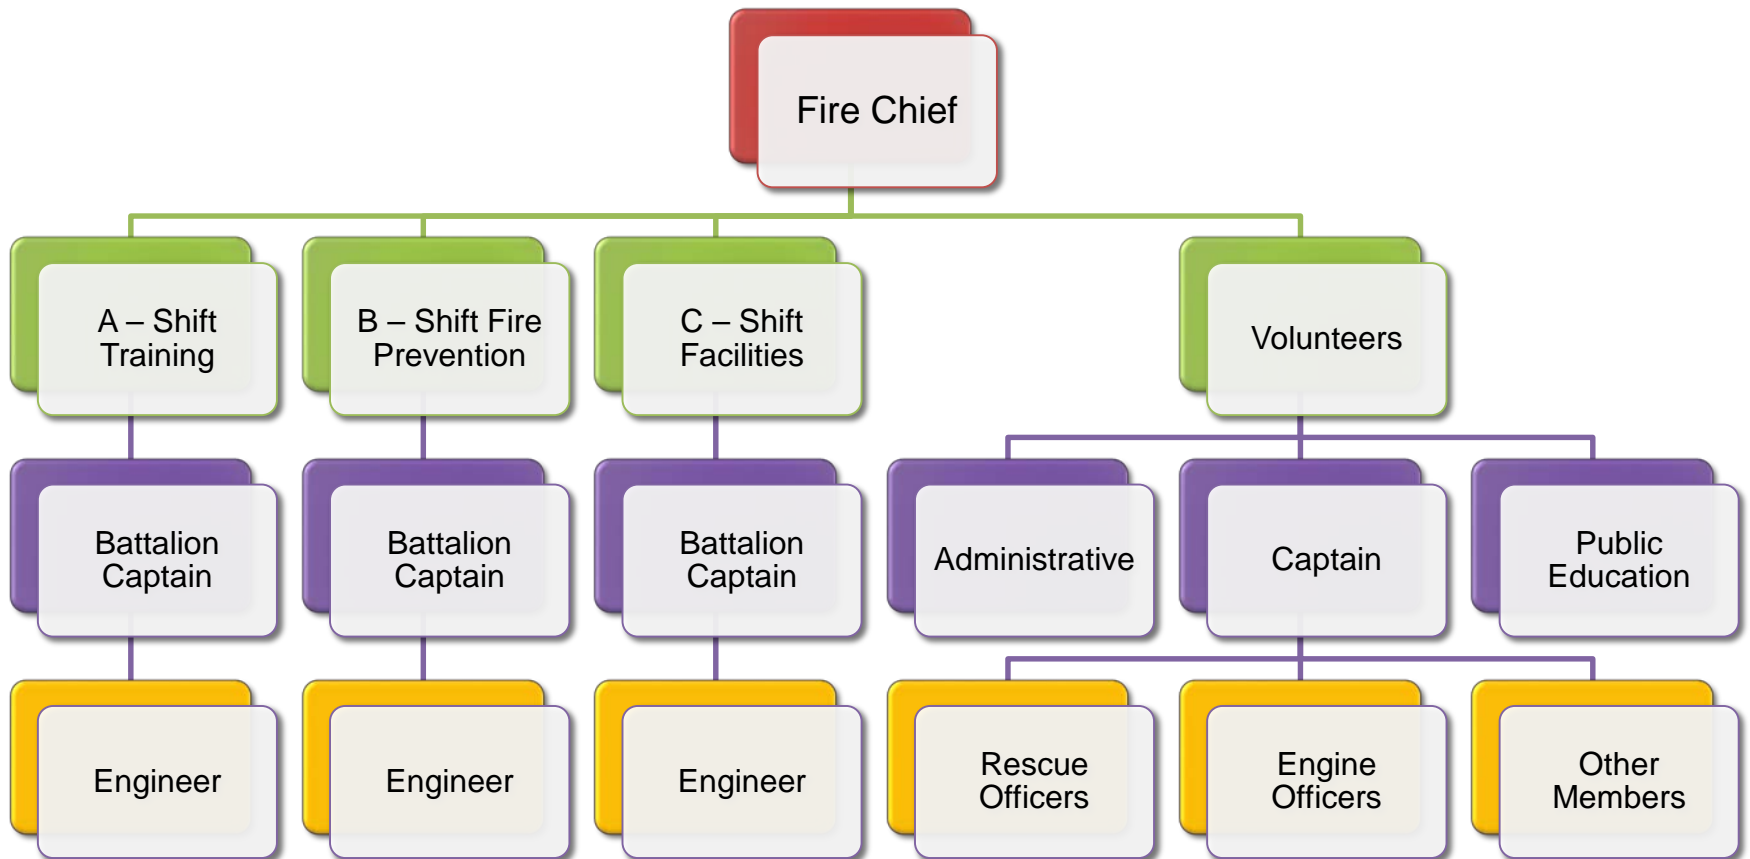 Fire Chief
A – Shift
Training
B – Shift Fire
Prevention
C – Shift
Facilities
Volunteers
Battalion
Captain
Battalion
Captain
Battalion
Captain
Administrative
Captain
Public
Education
Engineer
Engineer
Engineer
Rescue
Officers
Engine
Officers
Other
Members